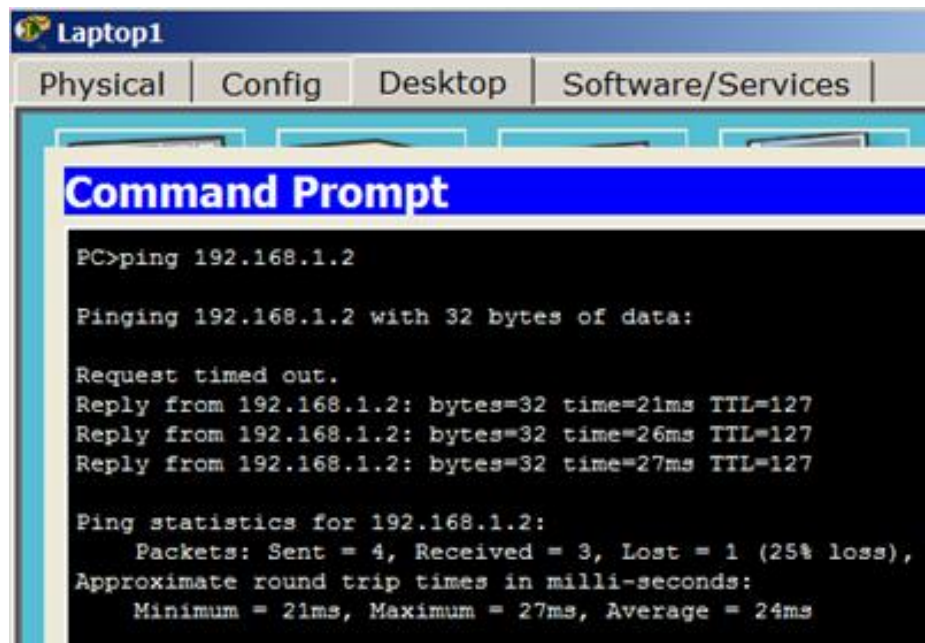 Laptop1
Physical Config Desktop Software/Services
Command Prompt
PC>ping 192.168.1.2
Pinging 192.168.1.2 with 32 bytes of data:
Request timed out.
Reply from 192.168.1.2: bytes=32 time=21ms TTL=127
Reply from 192.168.1.2: bytes=32 time=26ms TTL=127
Reply from 192.168.1.2: bytes=32 time=27ms TTL=127
Ping statistics for 192.168.1.2:
Packets: Sent = 4, Received = 3, Lost = 1 (25% loss),
Approximate round trip times in milli-seconds:
Minimum = 21ms, Maximum = 27ms, Average = 24ms